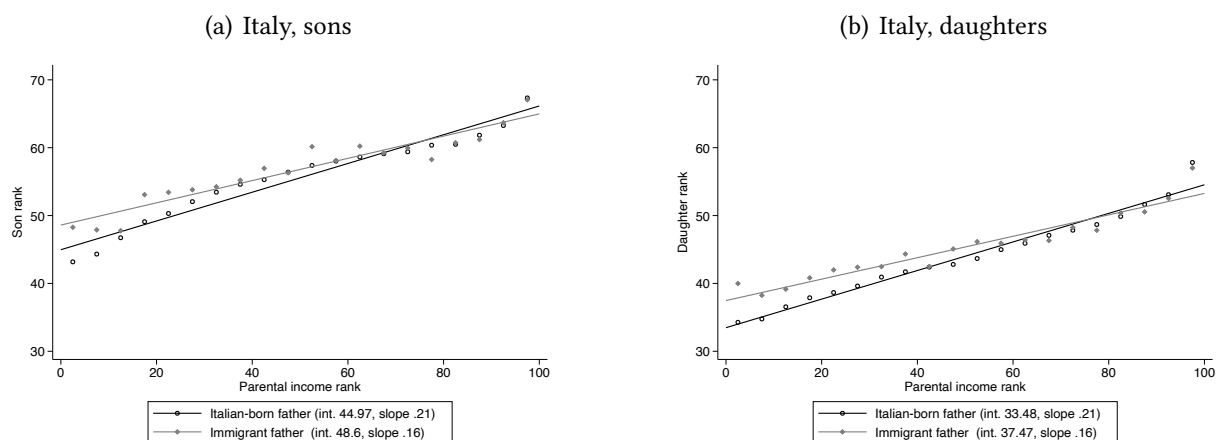 (a) Italy, sons
70
60
50
40
30
Son rank
0 20 40 60 80 100
Parental income rank
Italian-born father (int. 44.97, slope .21)
Immigrant father (int. 48.6, slope .16)
(b) Italy, daughters
70
60
50
40
30
Daughter rank
0 20 40 60 80 100
Parental income rank
Italian-born father (int. 33.48, slope .21)
Immigrant father (int. 37.47, slope .16)